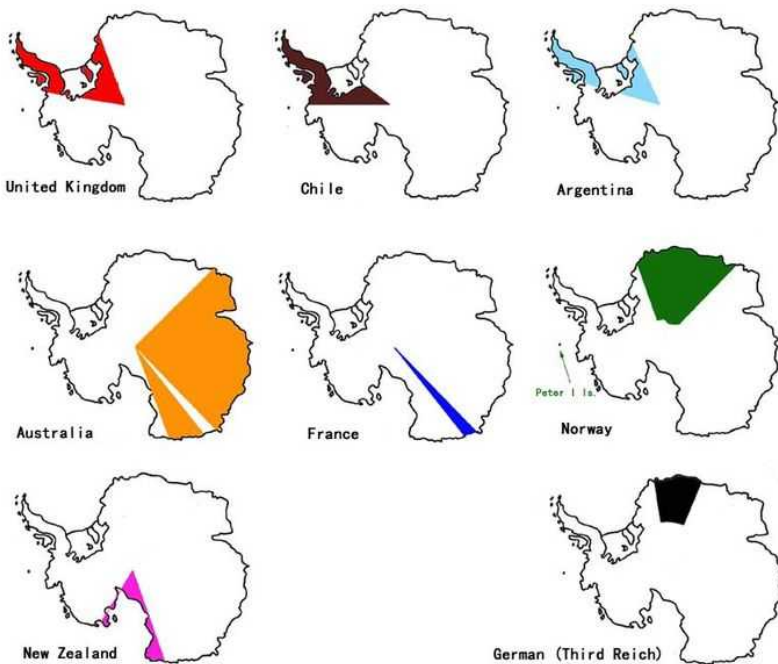 United Kingdom
Chile
Argentina
Australia
France
Peter I Is.
Norway
New Zealand
German (Third Reich)